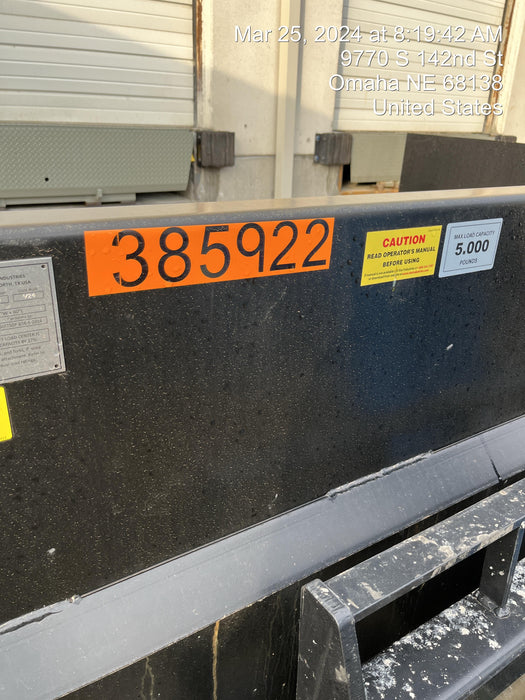 Mar 25, 2024 at 8:19:42 AM
9770 S 142nd St
Omaha NE 68138
United States
385922
CAUTION
READ OPERATOR'S MANUAL
BEFORE USING
MAX LOAD CAPACITY
5,000
POUNDS
INDUSTRIES